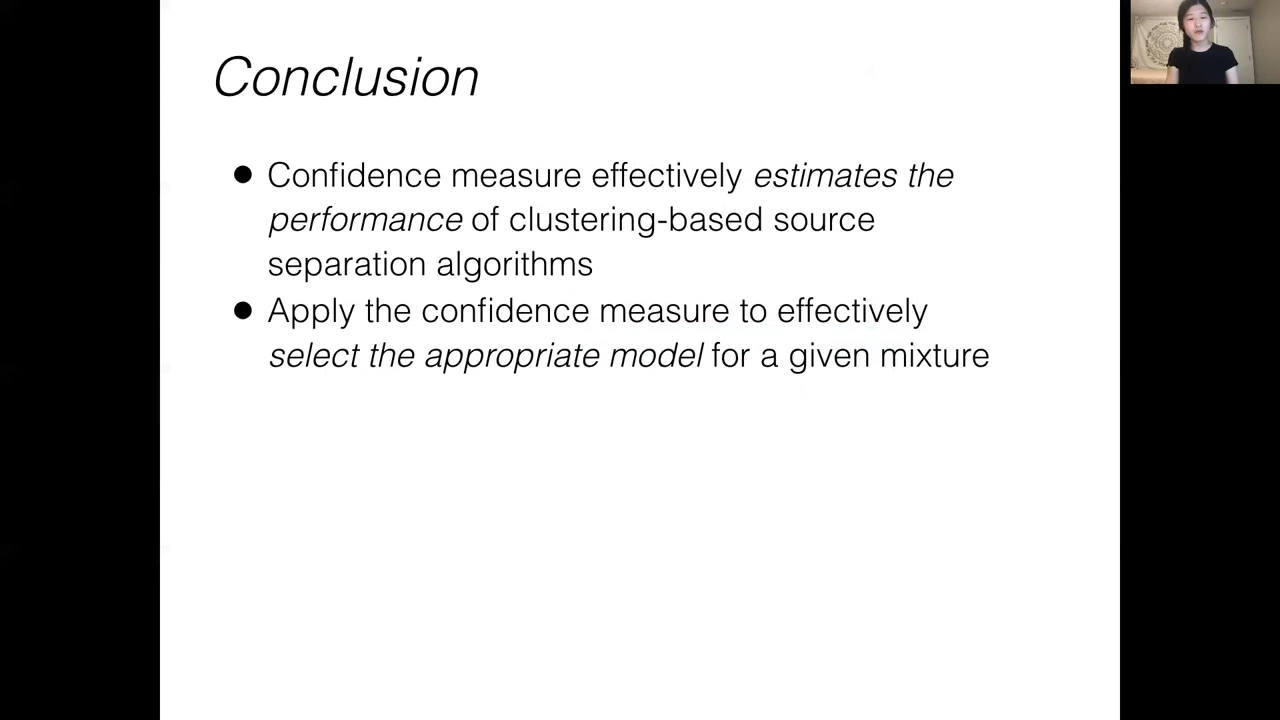 Conclusion
● Confidence measure effectively estimates the
performance of clustering-based source
separation algorithms
● Apply the confidence measure to effectively
select the appropriate model for a given mixture